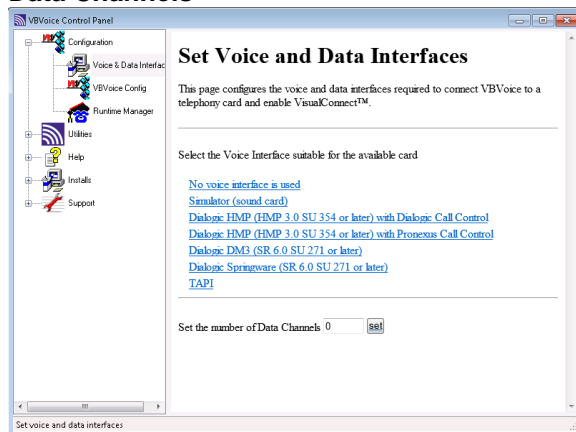 Data Channels
VBVoice Control Panel
Configuration
Voice & Data Interfac
VBVoice Config
Runtime Manager
Utilities
Help
Installs
Support
Set Voice and Data Interfaces
This page configures the voice and data interfaces required to connect VBVoice to a
telephony card and enable VisualConnect™.
Select the Voice Interface suitable for the available card
No voice interface is used
Simulator (sound card)
Dialogic HMP (HMP 3.0 SU 354 or later) with Dialogic Call Control
Dialogic HMP (HMP 3.0 SU 354 or later) with Pronexus Call Control
Dialogic DM3 (SR 6.0 SU 271 or later)
Dialogic Springware (SR 6.0 SU 271 or later)
TAPI
Set the number of Data Channels 0 set
Set voice and data interfaces